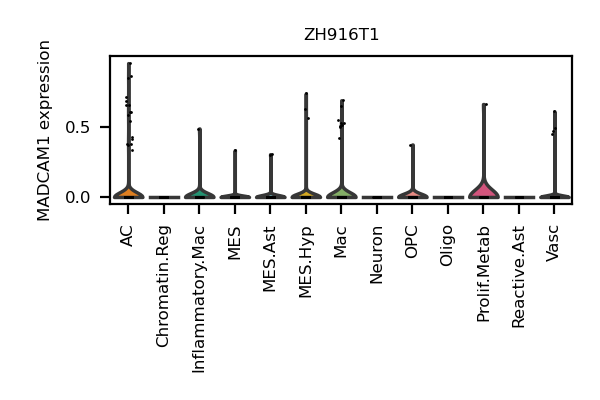 ZH916T1
MADCAM1 expression
0.5
0.0
AC
Chromatin.Reg
Inflammatory.Mac
MES
MES.Ast
MES.Hyp
Mac
Neuron
OPC
Oligo
Prolif.Metab
Reactive.Ast
Vasc